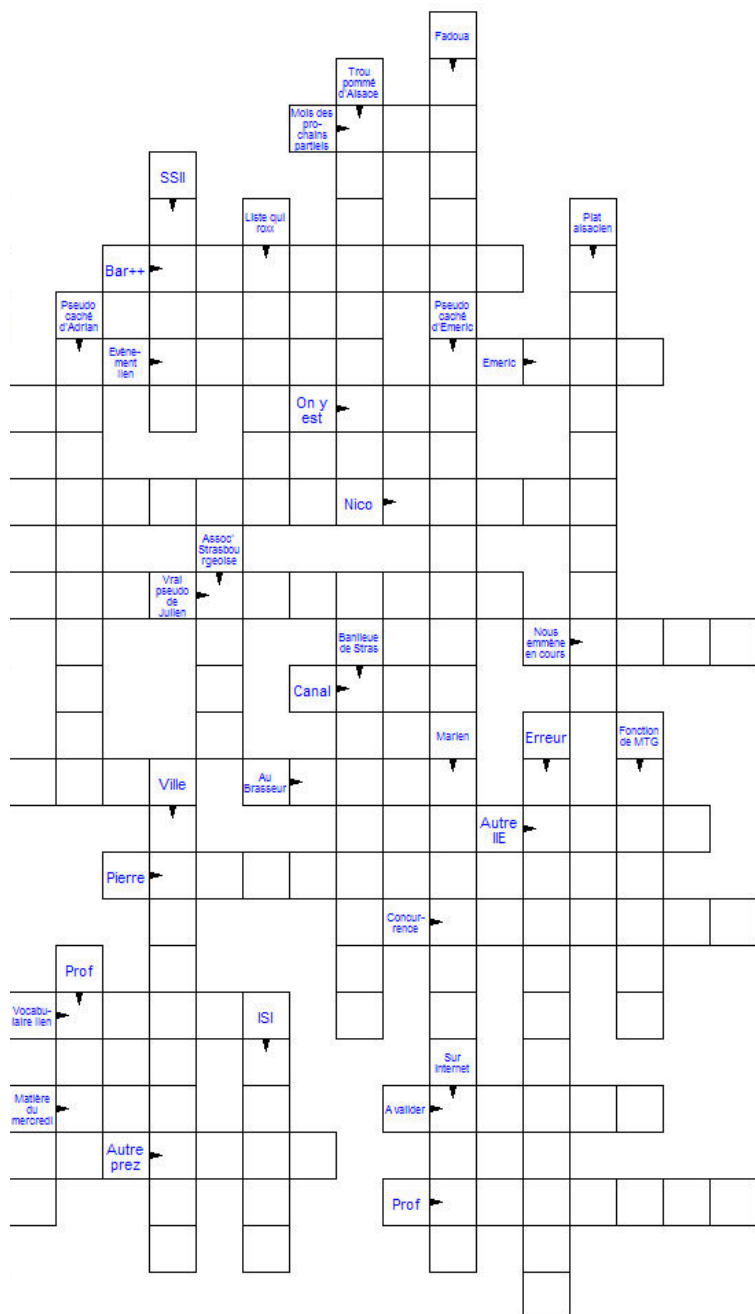 Fadoua
Trou
pommé
d'Alsace
Mois des
pro-
chains
partiels
SSII
Liste qui
roxx
Plat
alsacien
Bar++
Pseudo
caché
d'Adrian
Pseudo
caché
d'Emeric
Evène-
ment
Iien
Emeric
On y
est
Nico
Assoc'
Strasbou
rgeoise
Vrai
pseudo
de
Julien
Banlieue
de Stras
Nous
emmène
en cours
Canal
Marien
Erreur
Fonction
de MTG
Ville
Au
Brasseur
Autre
IIE
Pierre
Concur-
rence
Prof
Vocabu-
laire Iien
ISI
Sur
Internet
Matière
du
mercredi
A valider
Autre
prez
Prof